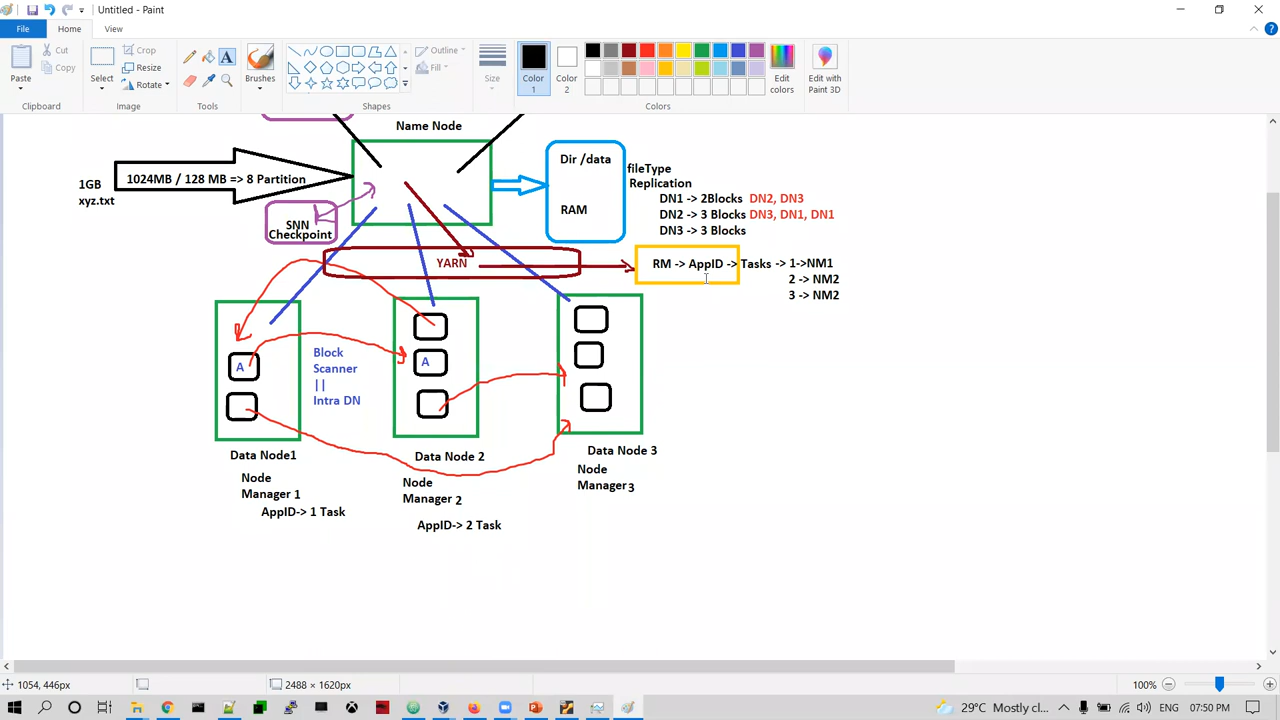 Untitled - Paint
File
Home
View
Paste
Cut
Copy
Clipboard
Select
Crop
Resize
Rotate
Image
Tools
Brushes
Shapes
Outline
Fill
Size
Color 1
Color 2
Edit colors
Edit with Paint 3D
Colors
Name Node
1GB
xyz.txt
1024MB / 128 MB => 8 Partition
SNN
Checkpoint
Dir /data
RAM
fileType
Replication
DN1 -> 2Blocks DN2, DN3
DN2 -> 3 Blocks DN3, DN1, DN1
DN3 -> 3 Blocks
YARN
RM -> AppID -> Tasks -> 1->NM1
2 -> NM2
3 -> NM2
A
Block
Scanner
||
Intra DN
A
Data Node1
Node
Manager 1
AppID-> 1 Task
Data Node 2
Node
Manager 2
AppID-> 2 Task
Data Node 3
Node
Manager 3
1054, 446px
2488 × 1620px
100%
29°C Mostly cl...
ENG
07:50 PM